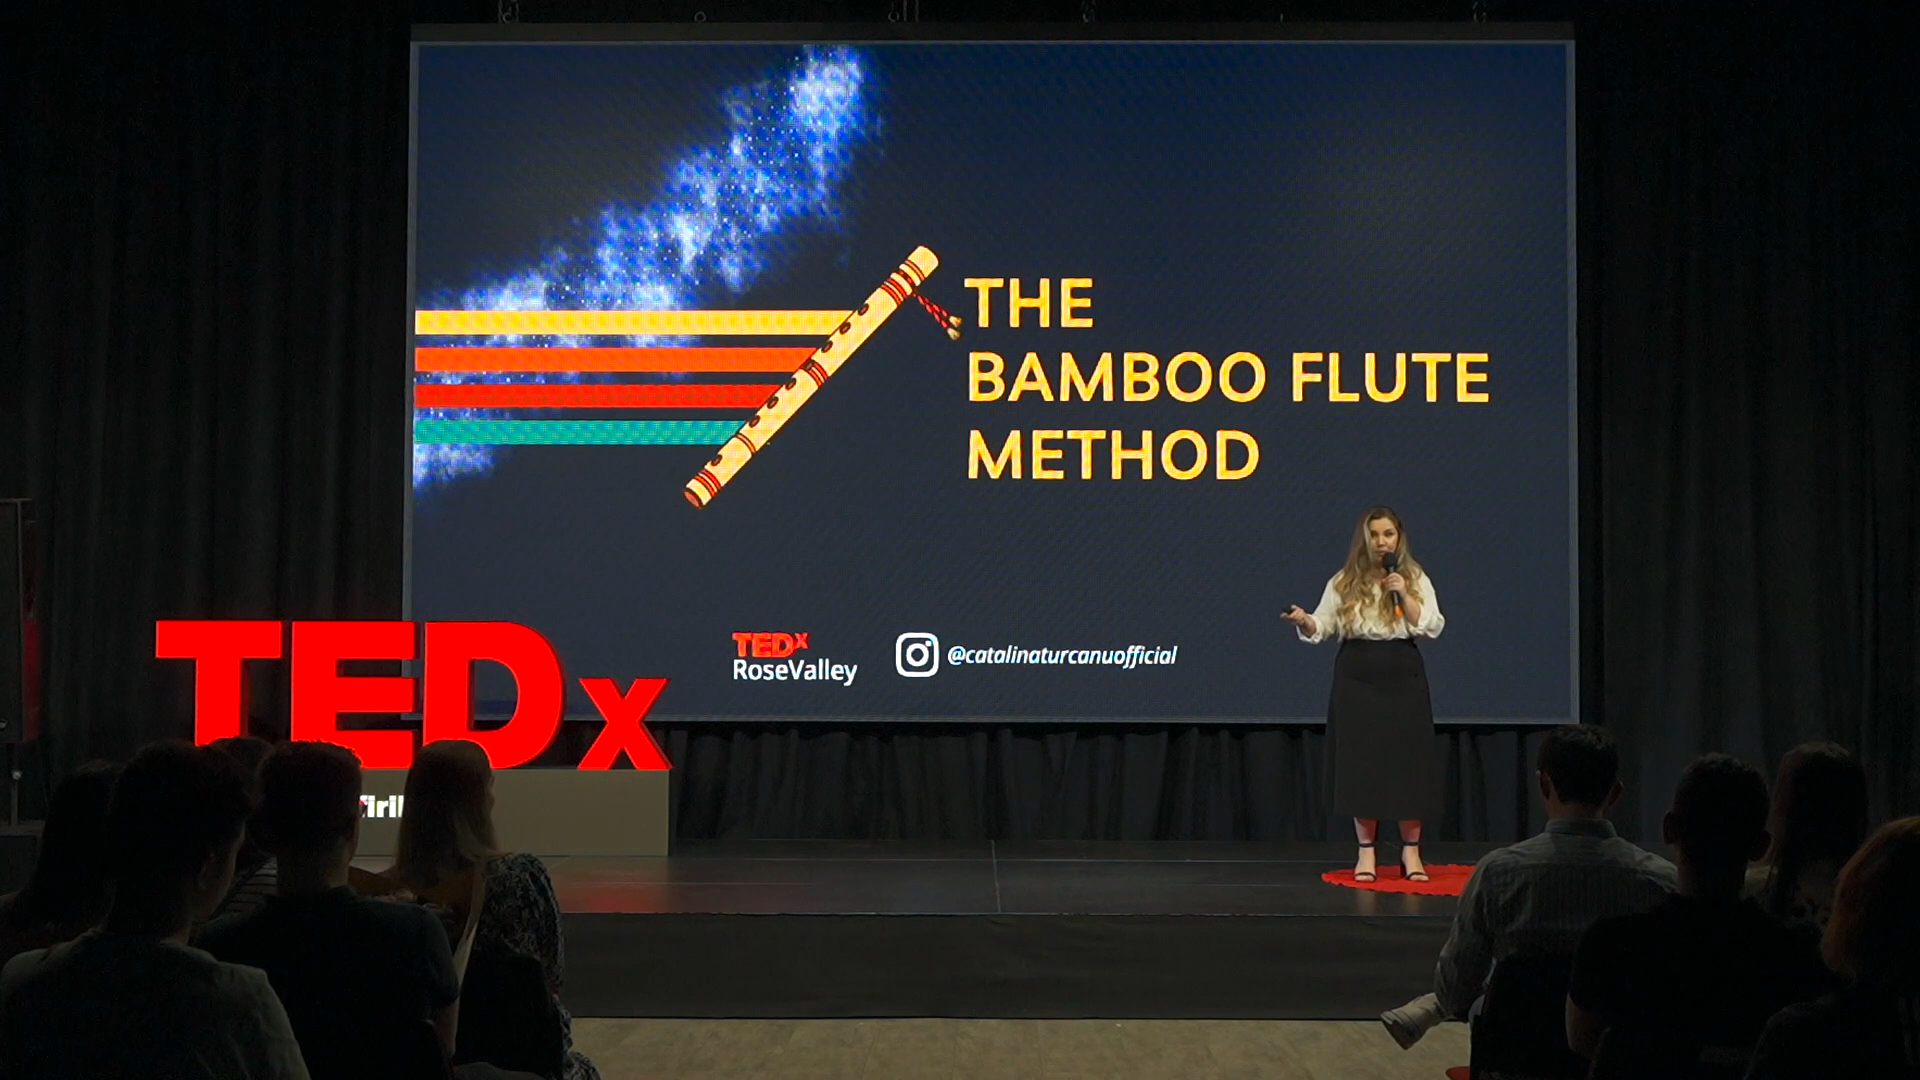 THE
BAMBOO FLUTE
METHOD
TEDx
RoseValley
@catalinaturcanuofficial
TEDx